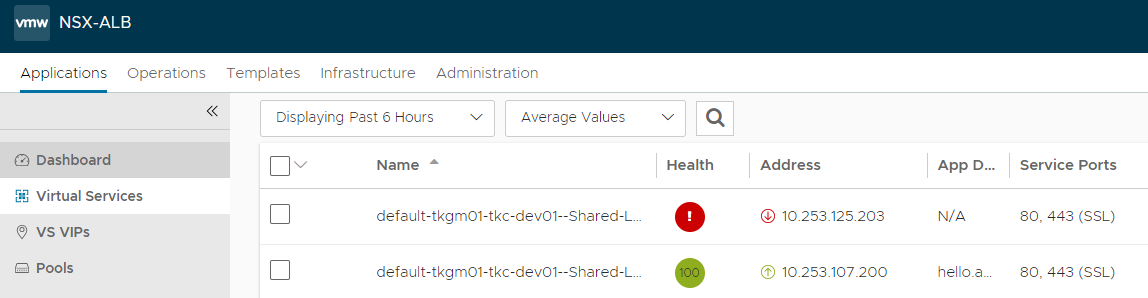 vmw NSX-ALB
Applications Operations Templates Infrastructure Administration
Displaying Past 6 Hours Average Values
Dashboard
Virtual Services
VS VIPs
Pools
Name Health Address App D... Service Ports
default-tkgm01-tkc-dev01--Shared-L... ! 10.253.125.203 N/A 80, 443 (SSL)
default-tkgm01-tkc-dev01--Shared-L... 100 10.253.107.200 hello.a... 80, 443 (SSL)